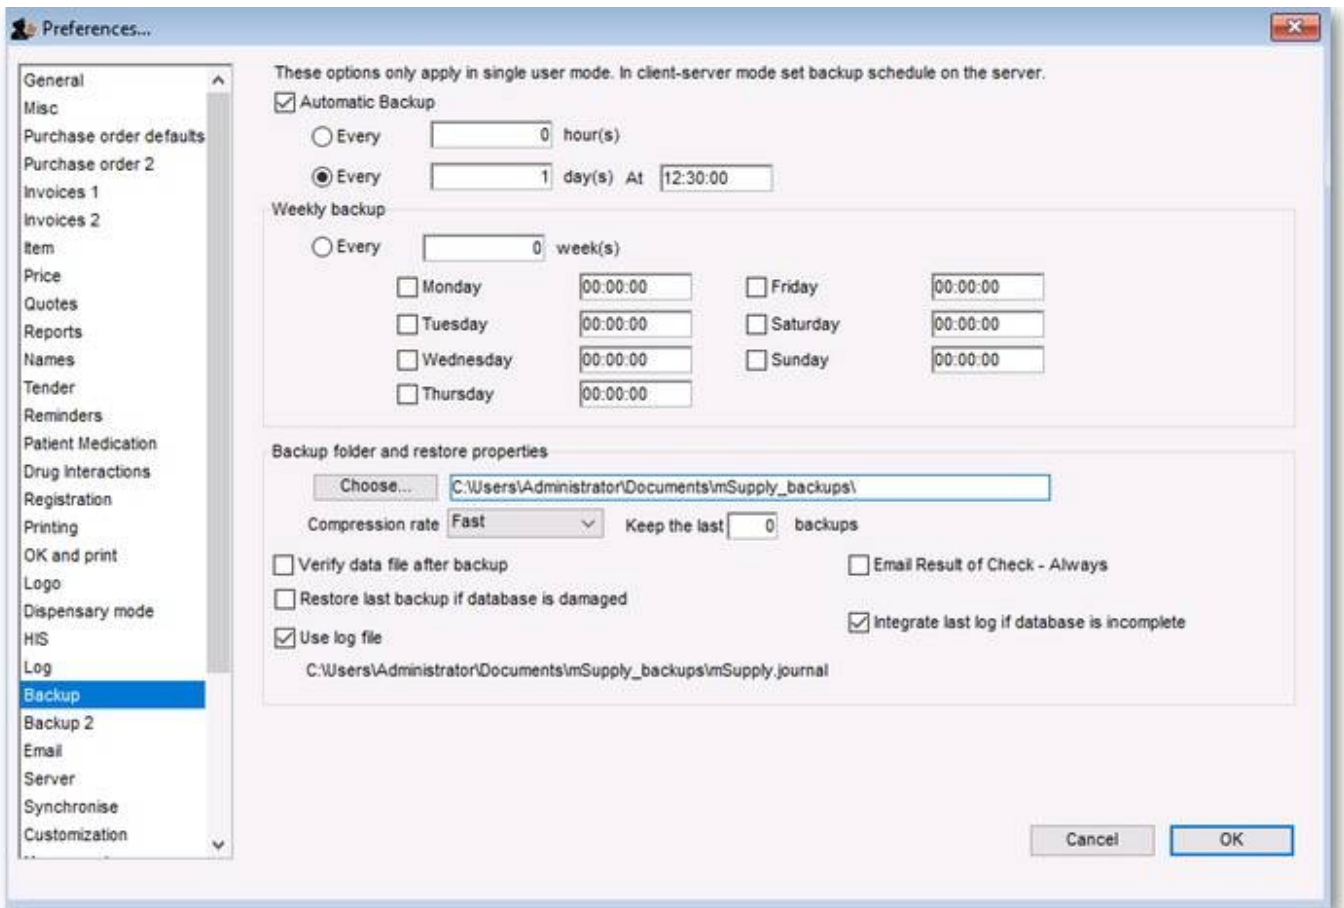 Preferences...
General
Misc
Purchase order defaults
Purchase order 2
Invoices 1
Invoices 2
Item
Price
Quotes
Reports
Names
Tender
Reminders
Patient Medication
Drug Interactions
Registration
Printing
OK and print
Logo
Dispensary mode
HIS
Log
Backup
Backup 2
Email
Server
Synchronise
Customization
These options only apply in single user mode. In client-server mode set backup schedule on the server.
Automatic Backup
Every 0 hour(s)
Every 1 day(s) At 12:30:00
Weekly backup
Every 0 week(s)
Monday 00:00:00 Friday 00:00:00
Tuesday 00:00:00 Saturday 00:00:00
Wednesday 00:00:00 Sunday 00:00:00
Thursday 00:00:00
Backup folder and restore properties
Choose... C:\Users\Administrator\Documents\mSupply_backups\
Compression rate Fast Keep the last 0 backups
Verify data file after backup Email Result of Check - Always
Restore last backup if database is damaged
Integrate last log if database is incomplete
Use log file
C:\Users\Administrator\Documents\mSupply_backups\mSupply.journal
Cancel OK